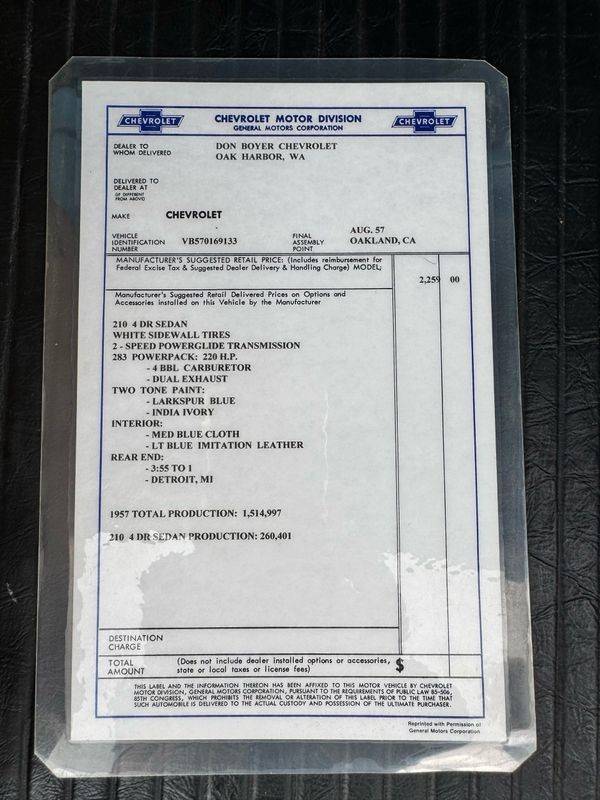 CHEVROLET
CHEVROLET MOTOR DIVISION
GENERAL MOTORS CORPORATION
CHEVROLET
DEALER TO
WHOM DELIVERED
DON BOYER CHEVROLET
OAK HARBOR, WA
DELIVERED TO
DEALER AT
(IF DIFFERENT
FROM ABOVE)
MAKE CHEVROLET
VEHICLE
IDENTIFICATION
NUMBER
VB570169133
FINAL
ASSEMBLY
POINT
AUG. 57
OAKLAND, CA
MANUFACTURER'S SUGGESTED RETAIL PRICE: (Includes reimbursement for
Federal Excise Tax & Suggested Dealer Delivery & Handling Charge) MODEL;
2,259 00
Manufacturer's Suggested Retail Delivered Prices on Options and
Accessories installed on this Vehicle by the Manufacturer
210 4 DR SEDAN
WHITE SIDEWALL TIRES
2 - SPEED POWERGLIDE TRANSMISSION
283 POWERPACK: 220 H.P.
- 4 BBL CARBURETOR
- DUAL EXHAUST
TWO TONE PAINT:
- LARKSPUR BLUE
- INDIA IVORY
INTERIOR:
- MED BLUE CLOTH
- LT BLUE IMITATION LEATHER
REAR END:
- 3:55 TO 1
- DETROIT, MI
1957 TOTAL PRODUCTION: 1,514,997
210 4 DR SEDAN PRODUCTION: 260,401
DESTINATION
CHARGE
TOTAL
AMOUNT
(Does not include dealer installed options or accessories,
state or local taxes or license fees)
$
THIS LABEL AND THE INFORMATION THEREON HAS BEEN AFFIXED TO THIS MOTOR VEHICLE BY CHEVROLET
MOTOR DIVISION, GENERAL MOTORS CORPORATION, PURSUANT TO THE REQUIREMENTS OF PUBLIC LAW 85-506,
85TH CONGRESS, WHICH PROHIBITS THE REMOVAL OR ALTERATION OF THIS LABEL PRIOR TO THE TIME THAT
SUCH AUTOMOBILE IS DELIVERED TO THE ACTUAL CUSTODY AND POSSESSION OF THE ULTIMATE PURCHASER.
Reprinted with Permission of
General Motors Corporation